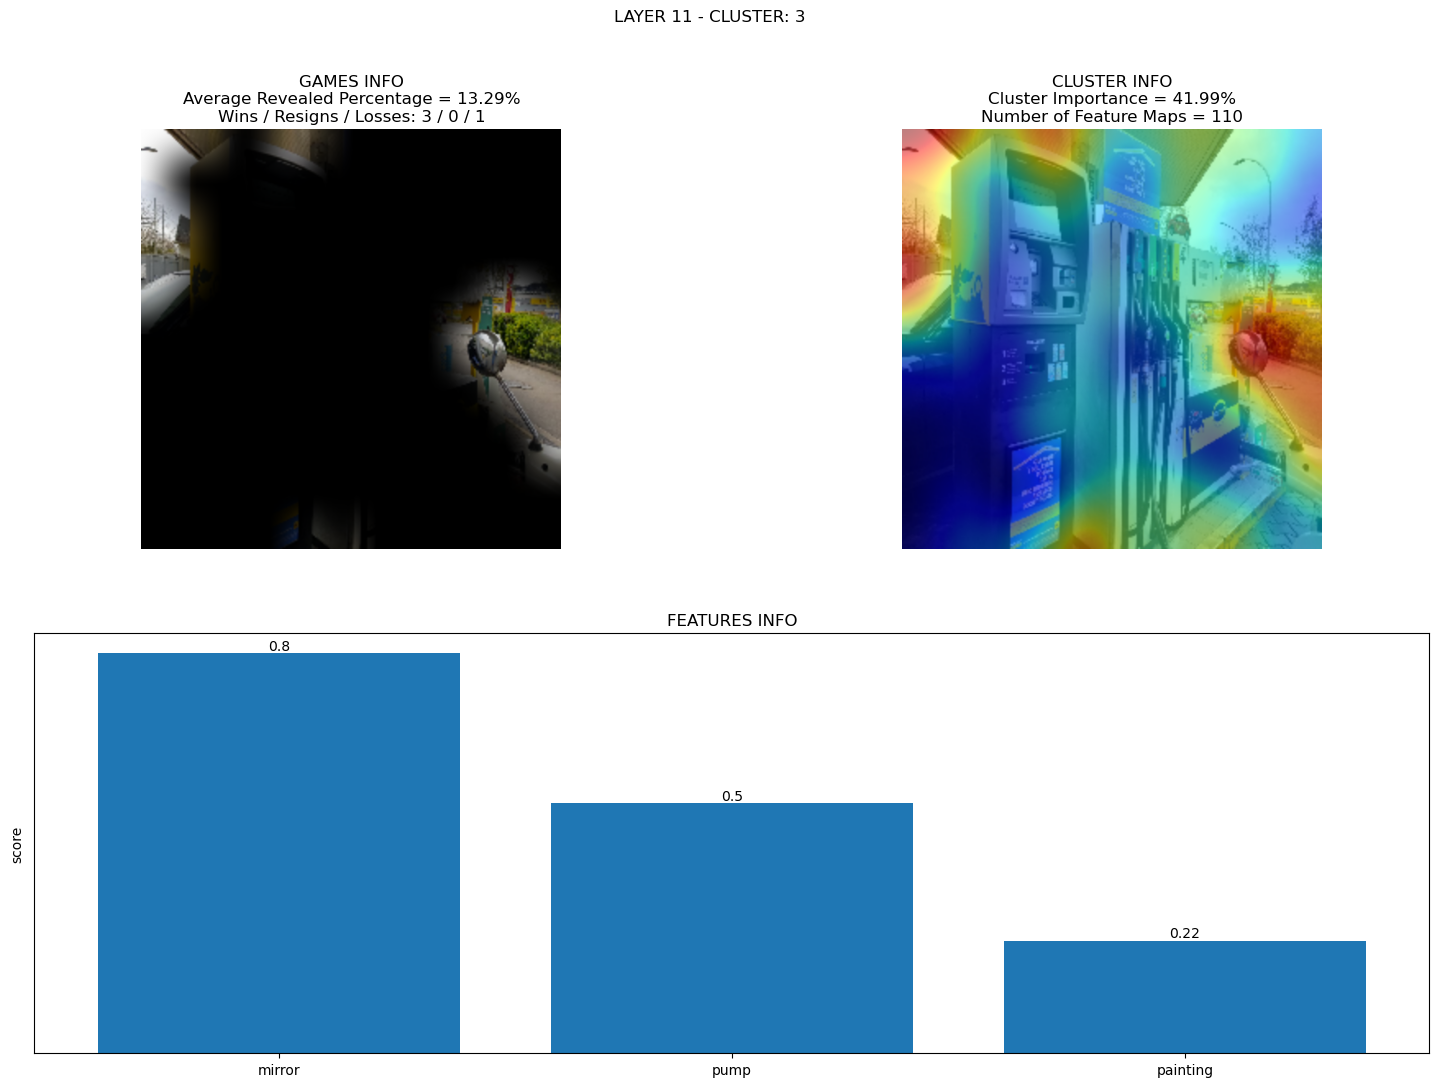 LAYER 11 - CLUSTER: 3
GAMES INFO
Average Revealed Percentage = 13.29%
Wins / Resigns / Losses: 3 / 0 / 1
CLUSTER INFO
Cluster Importance = 41.99%
Number of Feature Maps = 110
FEATURES INFO
score
0.8
0.5
0.22
mirror
pump
painting